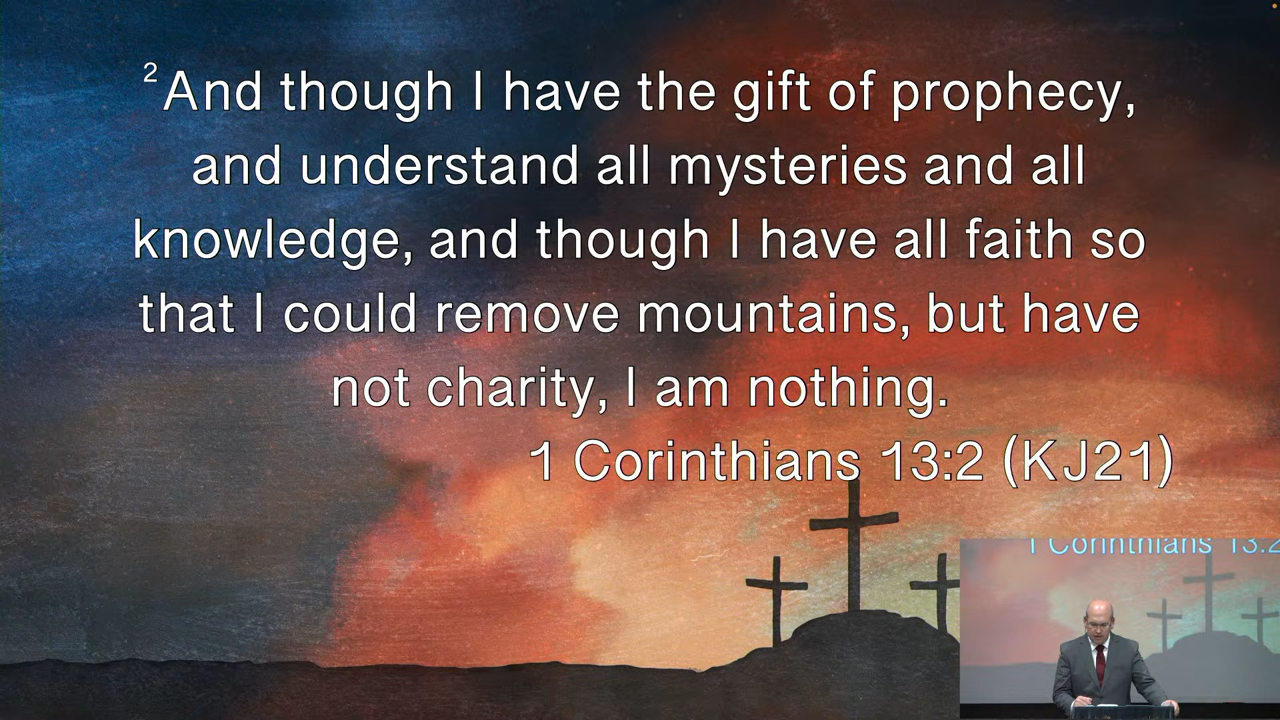 2 And though I have the gift of prophecy,
and understand all mysteries and all
knowledge, and though I have all faith so
that I could remove mountains, but have
not charity, I am nothing.
1 Corinthians 13:2 (KJ21)
1 Corinthians 13:2